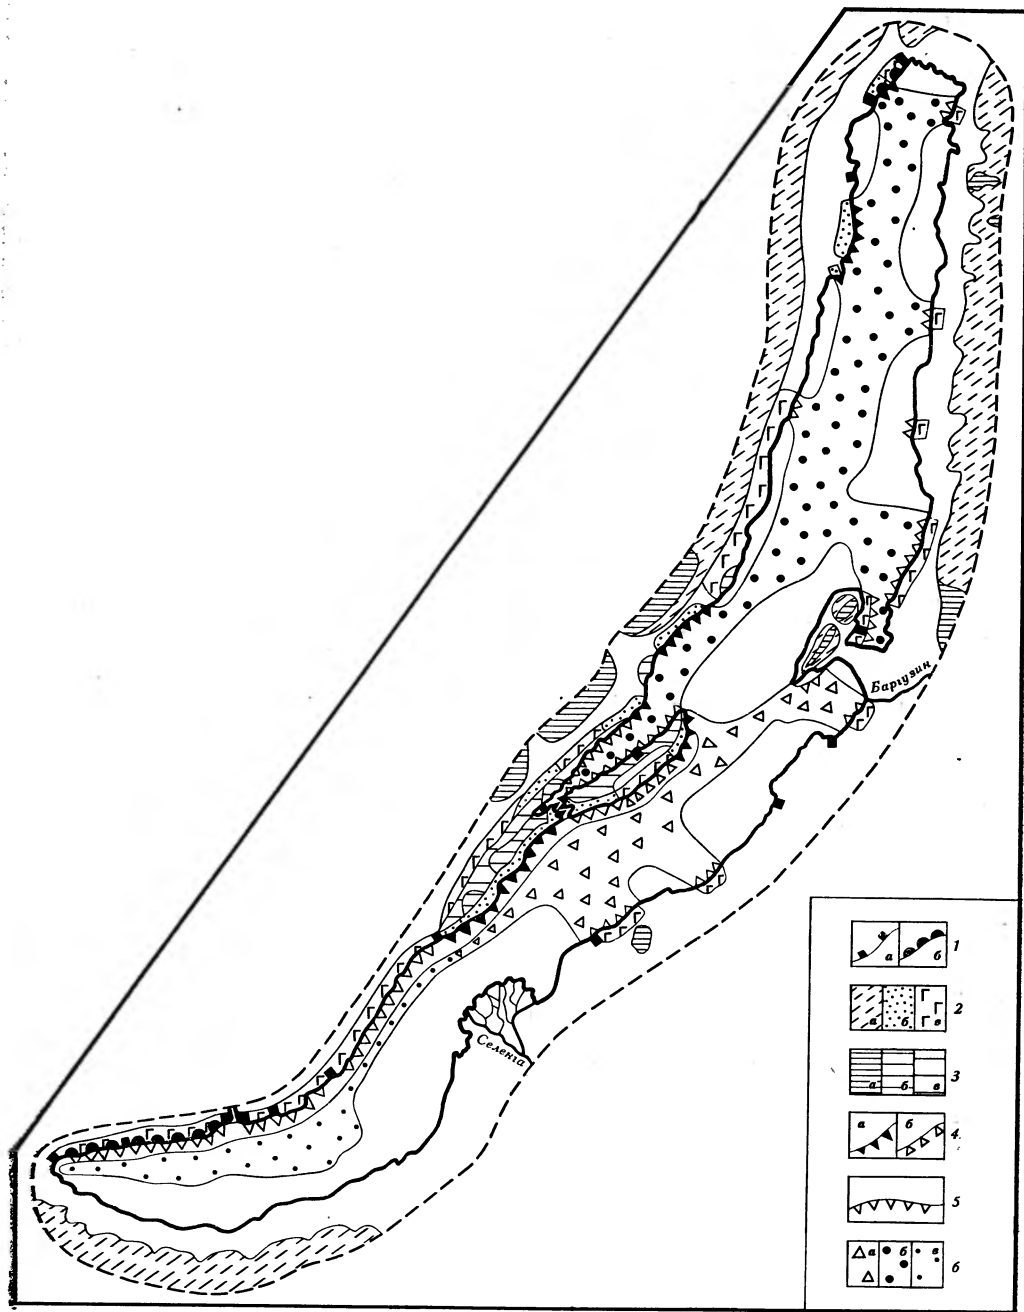 Баргузин
Селенга
а б 1
а б в 2
а б в 3
а б 4
5
а б в 6